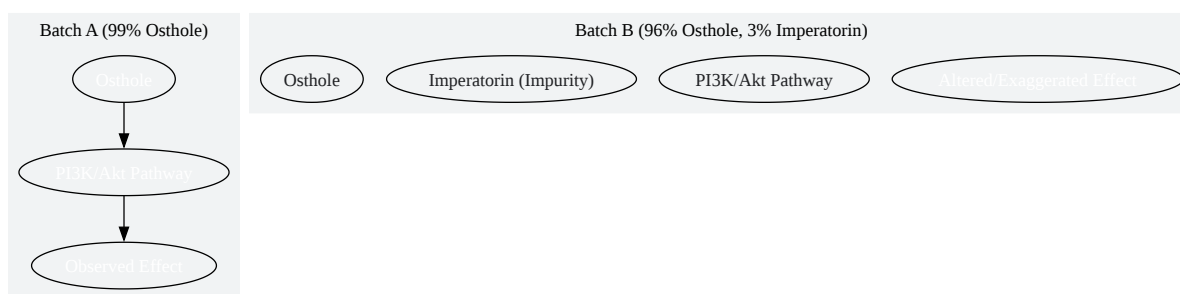 Batch A (99% Osthole)
Osthole
PI3K/Akt Pathway
Observed Effect
Batch B (96% Osthole, 3% Imperatorin)
Osthole
Imperatorin (Impurity)
PI3K/Akt Pathway
Altered/Exaggerated Effect